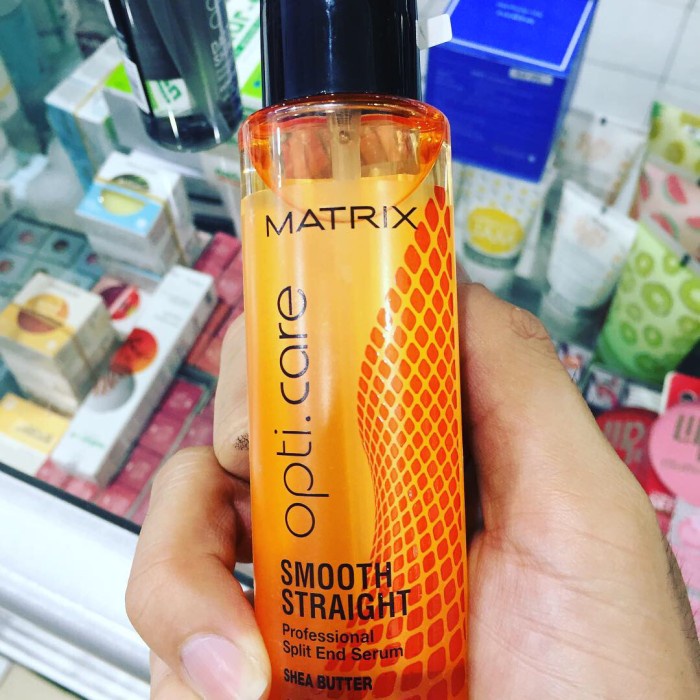 MATRIX
opti.care
SMOOTH
STRAIGHT
Professional
Split End Serum
SHEA BUTTER